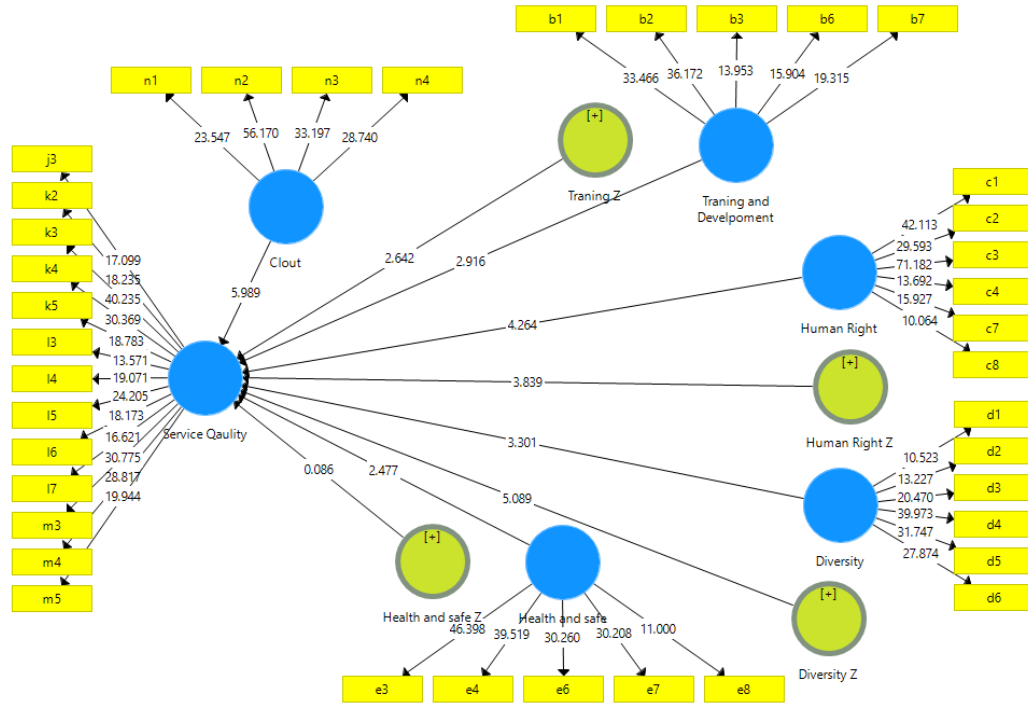 b1
b2
b3
b6
b7
33.466
36.172
13.953
15.904
19.315
n1
n2
n3
n4
23.547
56.170
33.197
28.740
[+]
Traning Z
Traning and
Develpoment
Clout
5.989
2.642
2.916
j3
k2
k3
k4
k5
l3
l4
l5
l6
l7
m3
m4
m5
17.099
18.235
40.235
30.369
18.783
13.571
19.071
24.205
18.173
16.621
30.775
28.817
19.944
Service Qaulity
c1
c2
c3
c4
c7
c8
42.113
29.593
71.182
13.692
15.927
10.064
Human Right
4.264
[+]
Human Right Z
3.839
d1
d2
d3
d4
d5
d6
10.523
13.227
20.470
39.973
31.747
27.874
Diversity
3.301
[+]
Diversity Z
5.089
0.086
2.477
[+]
Health and safe Z
Health and safe
46.398
39.519
30.260
30.208
11.000
e3
e4
e6
e7
e8